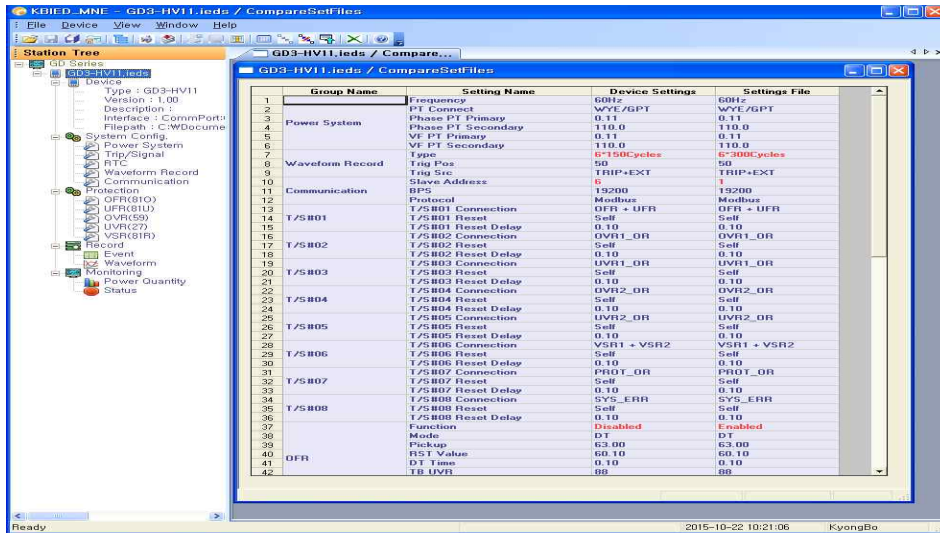 KBIED_MNE - GD3-HV11.ieds / CompareSetFiles
File Device View Window Help
Station Tree
GD Series
GD3-HV11.ieds
Device
Type : GD3-HV11
Version : 1.00
Description :
Interface : CommPort:
Filepath : C:\Docume
System Config.
Power System
Trip/Signal
RTC
Waveform Record
Communication
Protection
OFR(81O)
UFR(81U)
OVR(59)
UVR(27)
VSR(81R)
Record
Event
Waveform
Monitoring
Power Quantity
Status
GD3-HV11.ieds / Compare...
GD3-HV11.ieds / CompareSetFiles
Group Name Setting Name Device Settings Settings File
1 Frequency 60Hz 60Hz
2 PT Connect WYE/GPT WYE/GPT
3 Power System Phase PT Primary 0.11 0.11
4 Phase PT Secondary 110.0 110.0
5 VF PT Primary 0.11 0.11
6 VF PT Secondary 110.0 110.0
7 Type 6*150Cycles 6*300Cycles
8 Waveform Record Trig Pos 50 50
9 Trig Src TRIP+EXT TRIP+EXT
10 Slave Address 6 1
11 Communication BPS 19200 19200
12 Protocol Modbus Modbus
13 T/S#01 Connection OFR + UFR OFR + UFR
14 T/S#01 T/S#01 Reset Self Self
15 T/S#01 Reset Delay 0.10 0.10
16 T/S#02 Connection OVR1_OR OVR1_OR
17 T/S#02 T/S#02 Reset Self Self
18 T/S#02 Reset Delay 0.10 0.10
19 T/S#03 Connection UVR1_OR UVR1_OR
20 T/S#03 T/S#03 Reset Self Self
21 T/S#03 Reset Delay 0.10 0.10
22 T/S#04 Connection OVR2_OR OVR2_OR
23 T/S#04 T/S#04 Reset Self Self
24 T/S#04 Reset Delay 0.10 0.10
25 T/S#05 Connection UVR2_OR UVR2_OR
26 T/S#05 T/S#05 Reset Self Self
27 T/S#05 Reset Delay 0.10 0.10
28 T/S#06 Connection VSR1 + VSR2 VSR1 + VSR2
29 T/S#06 T/S#06 Reset Self Self
30 T/S#06 Reset Delay 0.10 0.10
31 T/S#07 Connection PROT_OR PROT_OR
32 T/S#07 T/S#07 Reset Self Self
33 T/S#07 Reset Delay 0.10 0.10
34 T/S#08 Connection SYS_ERR SYS_ERR
35 T/S#08 T/S#08 Reset Self Self
36 T/S#08 Reset Delay 0.10 0.10
37 Function Disabled Enabled
38 Mode DT DT
39 Pickup 63.00 63.00
40 OFR RST Value 60.10 60.10
41 DT Time 0.10 0.10
42 TB UVR 88 88
Ready 2015-10-22 10:21:06 KyongBo